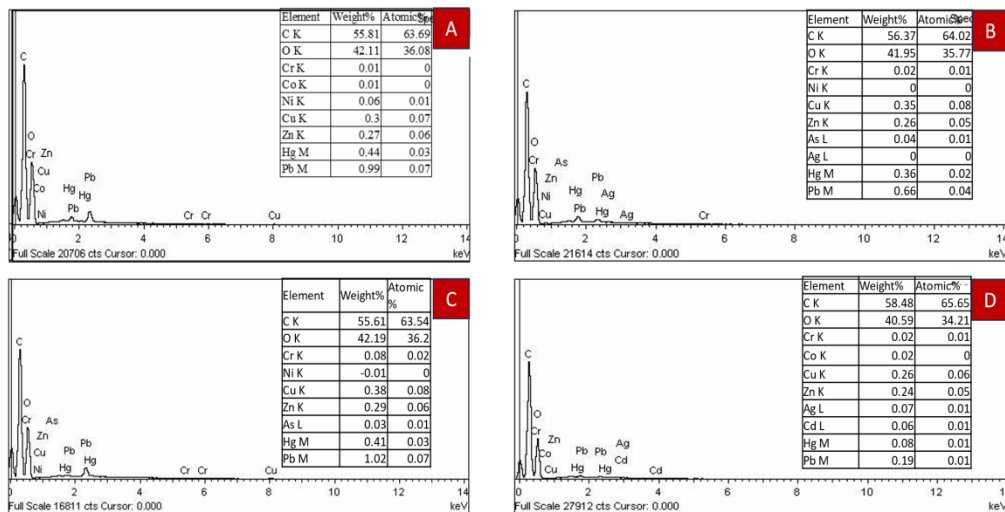 A
Element Weight% Atomic%
C K 55.81 63.69
O K 42.11 36.08
Cr K 0.01 0
Co K 0.01 0
Ni K 0.06 0.01
Cu K 0.3 0.07
Zn K 0.27 0.06
Hg M 0.44 0.03
Pb M 0.99 0.07
C
O
Cr Zn
Cu
Co Hg Pb
Hg
Ni Pb Cr Cr Cu
0 2 4 6 8 10 12 14
Full Scale 20706 cts Cursor: 0.000 keV
B
Element Weight% Atomic%
C K 56.37 64.02
O K 41.95 35.77
Cr K 0.02 0.01
Ni K 0 0
Cu K 0.35 0.08
Zn K 0.26 0.05
As L 0.04 0.01
Ag L 0 0
Hg M 0.36 0.02
Pb M 0.66 0.04
C
O
Cr As
Zn Hg Pb
Ni Ag
Cu Pb Hg Ag Cr
0 2 4 6 8 10 12 14
Full Scale 21614 cts Cursor: 0.000 keV
C
Element Weight% Atomic
%
C K 55.61 63.54
O K 42.19 36.2
Cr K 0.08 0.02
Ni K -0.01 0
Cu K 0.38 0.08
Zn K 0.29 0.06
As L 0.03 0.01
Hg M 0.41 0.03
Pb M 1.02 0.07
C
O
Cr As
Zn
Cu Pb Pb
Ni Hg Hg Cr Cr Cu
0 2 4 6 8 10 12 14
Full Scale 16811 cts Cursor: 0.000 keV
D
Element Weight% Atomic%
C K 58.48 65.65
O K 40.59 34.21
Cr K 0.02 0.01
Co K 0.02 0
Cu K 0.26 0.06
Zn K 0.24 0.05
Ag L 0.07 0.01
Cd L 0.06 0.01
Hg M 0.08 0.01
Pb M 0.19 0.01
C
O
Cr Zn Ag
Co Pb Pb
Cd
Cu Hg Hg Cd
0 2 4 6 8 10 12 14
Full Scale 27912 cts Cursor: 0.000 keV